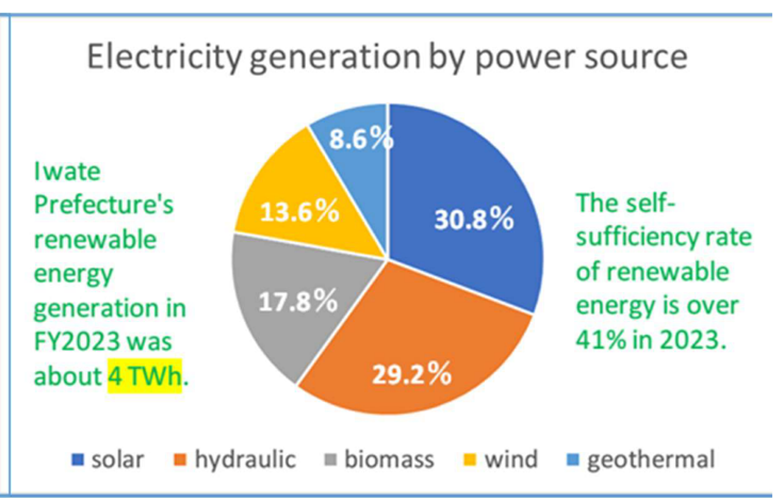 Electricity generation by power source
Iwate
Prefecture's
renewable
energy
generation in
FY2023 was
about 4 TWh.
8.6%
30.8%
13.6%
17.8%
29.2%
The self-
sufficiency rate
of renewable
energy is over
41% in 2023.
solar hydraulic biomass wind geothermal